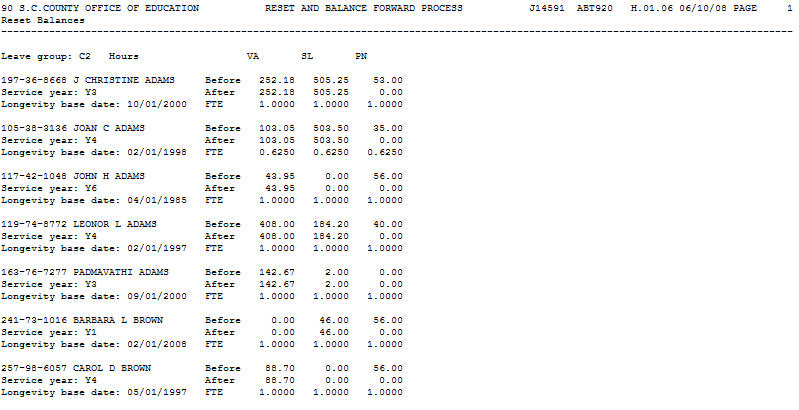 90 S.C.COUNTY OFFICE OF EDUCATION RESET AND BALANCE FORWARD PROCESS J14591 ABT920 H.01.06 06/10/08 PAGE 1
Reset Balances
Leave group: C2 Hours VA SL PN
197-36-8668 J CHRISTINE ADAMS Before 252.18 505.25 53.00
Service year: Y3 After 252.18 505.25 0.00
Longevity base date: 10/01/2000 FTE 1.0000 1.0000 1.0000
105-38-3136 JOAN C ADAMS Before 103.05 503.50 35.00
Service year: Y4 After 103.05 503.50 0.00
Longevity base date: 02/01/1998 FTE 0.6250 0.6250 0.6250
117-42-1048 JOHN H ADAMS Before 43.95 0.00 56.00
Service year: Y6 After 43.95 0.00 0.00
Longevity base date: 04/01/1985 FTE 1.0000 1.0000 1.0000
119-74-8772 LEONOR L ADAMS Before 408.00 184.20 40.00
Service year: Y4 After 408.00 184.20 0.00
Longevity base date: 02/01/1997 FTE 1.0000 1.0000 1.0000
163-76-7277 PADMAVATHI ADAMS Before 142.67 2.00 0.00
Service year: Y3 After 142.67 2.00 0.00
Longevity base date: 09/01/2000 FTE 1.0000 1.0000 1.0000
241-73-1016 BARBARA L BROWN Before 0.00 46.00 56.00
Service year: Y1 After 0.00 46.00 0.00
Longevity base date: 02/01/2008 FTE 1.0000 1.0000 1.0000
257-98-6057 CAROL D BROWN Before 88.70 0.00 56.00
Service year: Y4 After 88.70 0.00 0.00
Longevity base date: 05/01/1997 FTE 1.0000 1.0000 1.0000